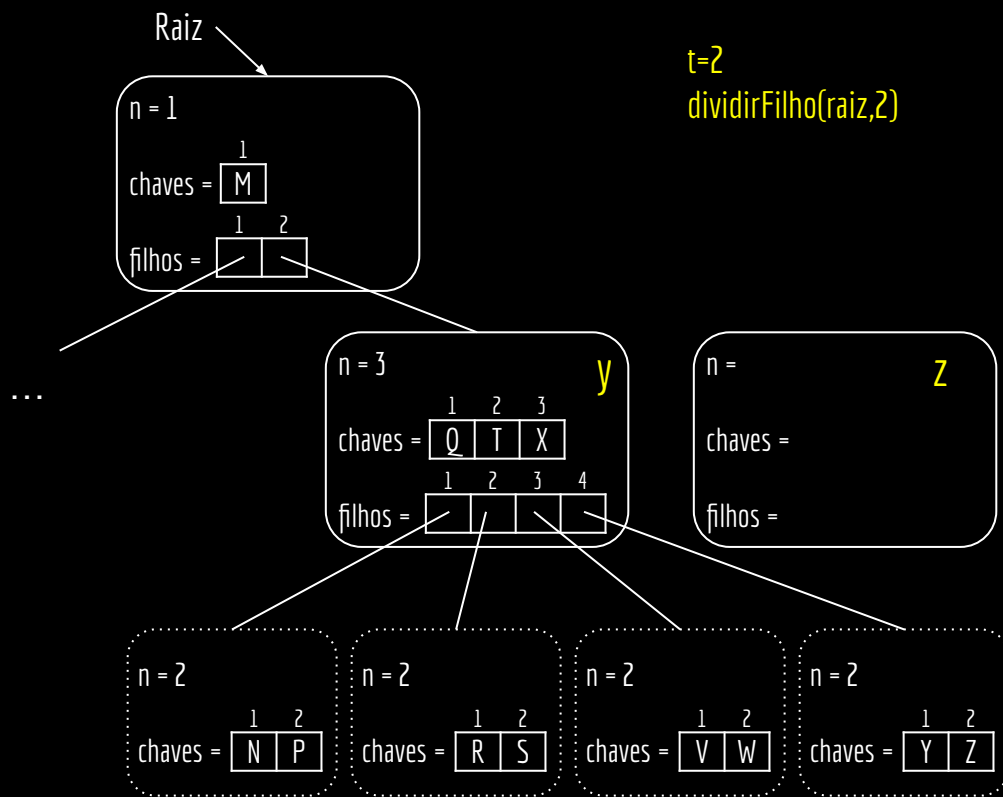 Raiz
t=2
dividirFilho(raiz,2)
n = 1
1
chaves = M
1 2
filhos =
...
n = 3 y
1 2 3
chaves = Q T X
1 2 3 4
filhos =
n = z
chaves =
filhos =
n = 2
1 2
chaves = N P
n = 2
1 2
chaves = R S
n = 2
1 2
chaves = V W
n = 2
1 2
chaves = Y Z